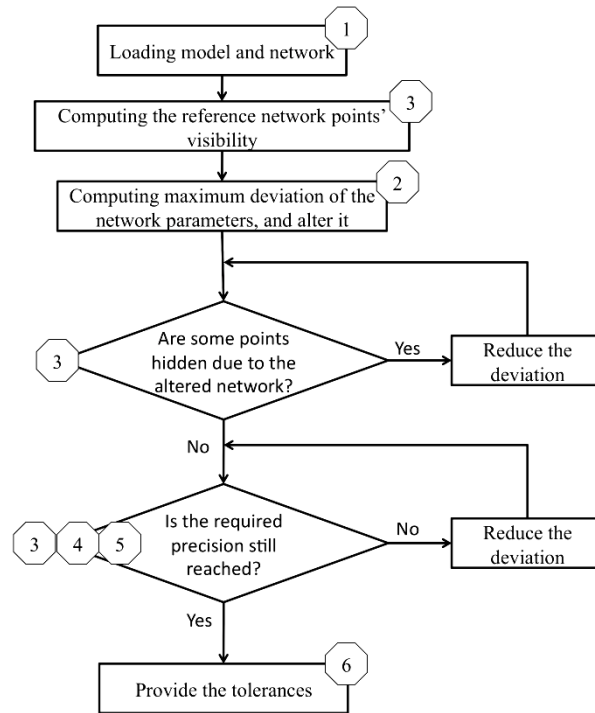 1
Loading model and network
3
Computing the reference network points’
visibility
2
Computing maximum deviation of the
network parameters, and alter it
3
Are some points
hidden due to the
altered network?
Yes
Reduce the
deviation
No
3 4 5
Is the required
precision still
reached?
No
Reduce the
deviation
Yes
6
Provide the tolerances